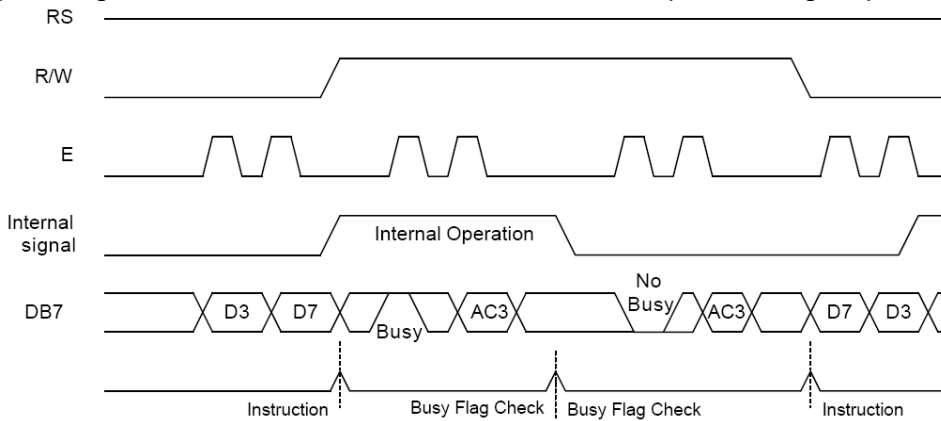 RS
R/W
E
Internal
signal
Internal Operation
DB7
D3
D7
Busy
AC3
No
Busy
AC3
D7
D3
Instruction
Busy Flag Check
Busy Flag Check
Instruction